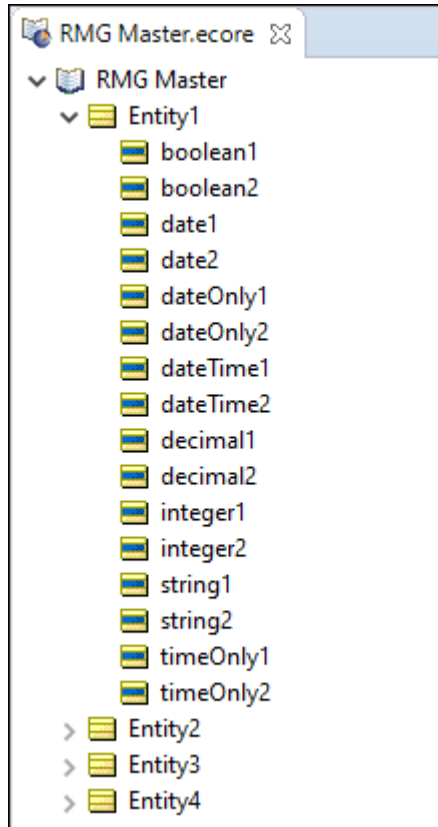 RMG Master.ecore
RMG Master
Entity1
boolean1
boolean2
date1
date2
dateOnly1
dateOnly2
dateTime1
dateTime2
decimal1
decimal2
integer1
integer2
string1
string2
timeOnly1
timeOnly2
Entity2
Entity3
Entity4